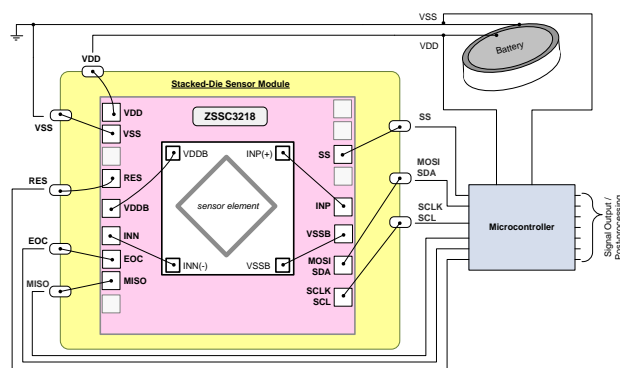 VSS
VDD
Battery
VDD
Stacked-Die Sensor Module
ZSSC3218
VDD
VSS
VSS
RES
RES
VDDB
VDDB
INP(+)
sensor element
INN
EOC
EOC
INN(-)
VSSB
MISO
MISO
SS
SS
INP
VSSB
MOSI
SDA
MOSI
SDA
SCLK
SCL
SCLK/
SCL
Microcontroller
Signal Output /
Postprocessing